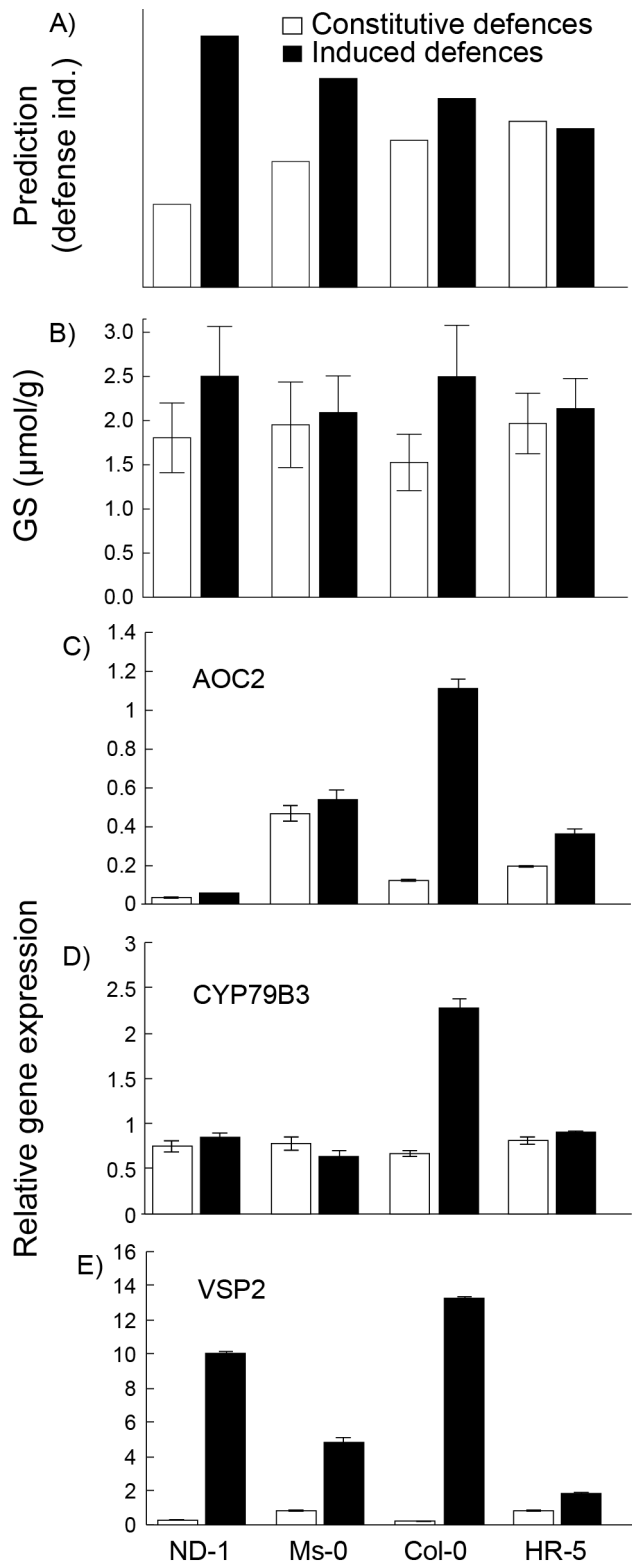 A)
Constitutive defences
Induced defences
Prediction
(defense ind.)
B)
3.0
2.5
2.0
1.5
1.0
0.5
0.0
GS (µmol/g)
C)
AOC2
1.4
1.2
1
0.8
0.6
0.4
0.2
0
D)
CYP79B3
3
2.5
2
1.5
1
0.5
0
Relative gene expression
E)
VSP2
16
14
12
10
8
6
4
2
0
ND-1 Ms-0 Col-0 HR-5